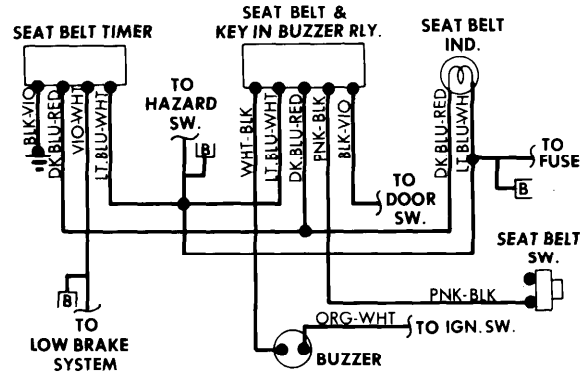 SEAT BELT TIMER
SEAT BELT &
KEY IN BUZZER RLY.
SEAT BELT
IND.
BLK-VIO
DK.BLU-RED
VIO-WHT
LT.BLU-WHT
TO
HAZARD
SW.
B
WHT-BLK
LT.BLU-WHT
DK.BLU-RED
PNK-BLK
BLK-VIO
DK.BLU-RED
LT.BLU-WH
TO
FUSE
B
TO
DOOR
SW.
SEAT BELT
SW.
B
TO
LOW BRAKE
SYSTEM
PNK-BLK
ORG-WHT
TO IGN. SW.
BUZZER